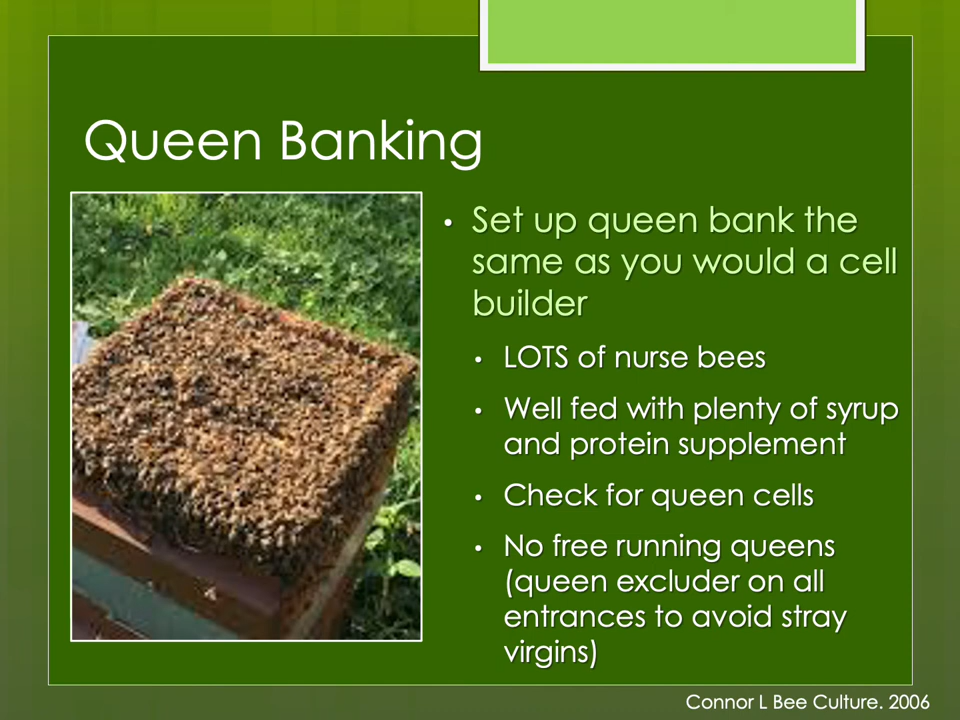 Queen Banking
• Set up queen bank the
same as you would a cell
builder
• LOTS of nurse bees
• Well fed with plenty of syrup
and protein supplement
• Check for queen cells
• No free running queens
(queen excluder on all
entrances to avoid stray
virgins)
Connor L Bee Culture. 2006